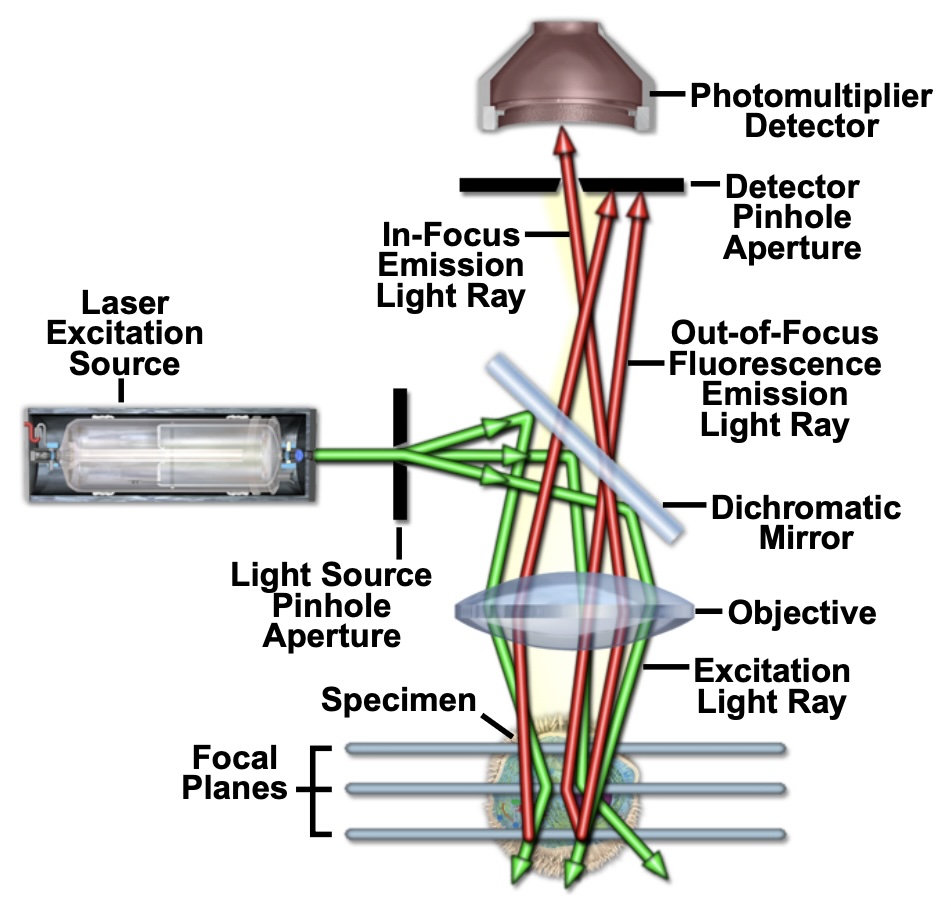 Photomultiplier
Detector
Detector
Pinhole
Aperture
In-Focus
Emission
Light Ray
Laser
Excitation
Source
Out-of-Focus
Fluorescence
Emission
Light Ray
Dichromatic
Mirror
Light Source
Pinhole
Aperture
Objective
Excitation
Light Ray
Specimen
Focal
Planes